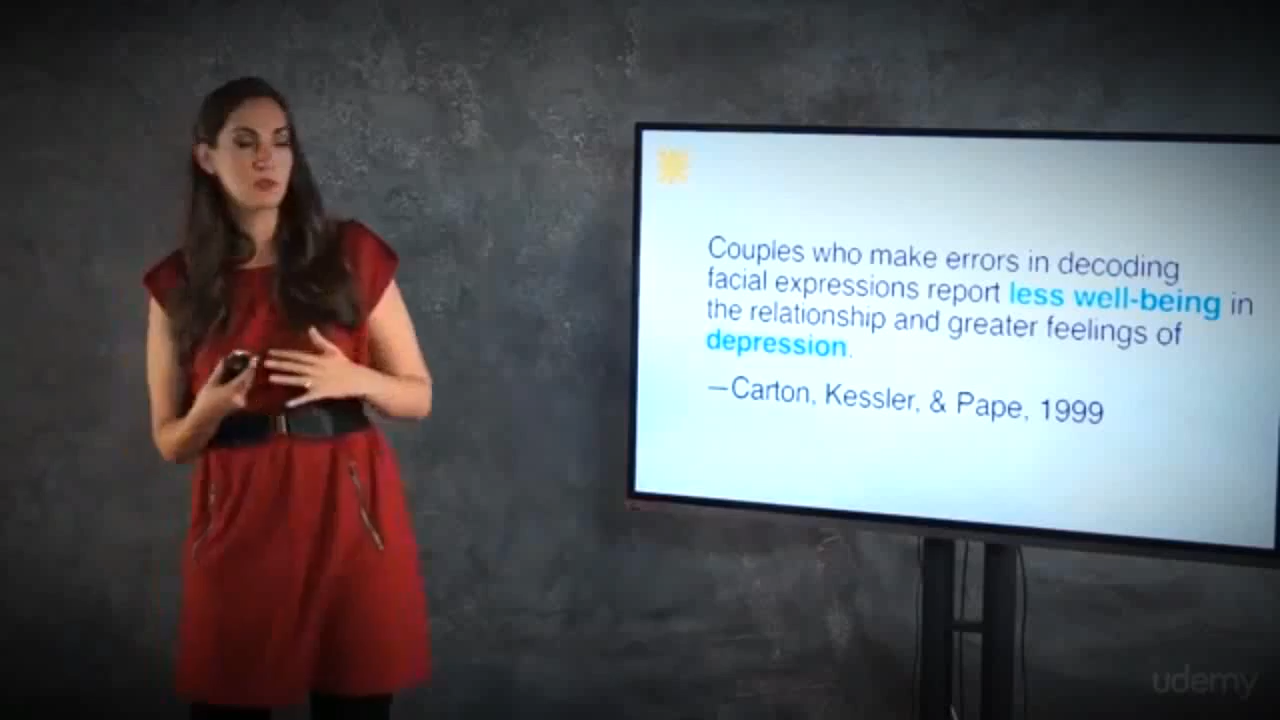 Couples who make errors in decoding
facial expressions report less well-being in
the relationship and greater feelings of
depression.
—Carton, Kessler, & Pape, 1999
udemy